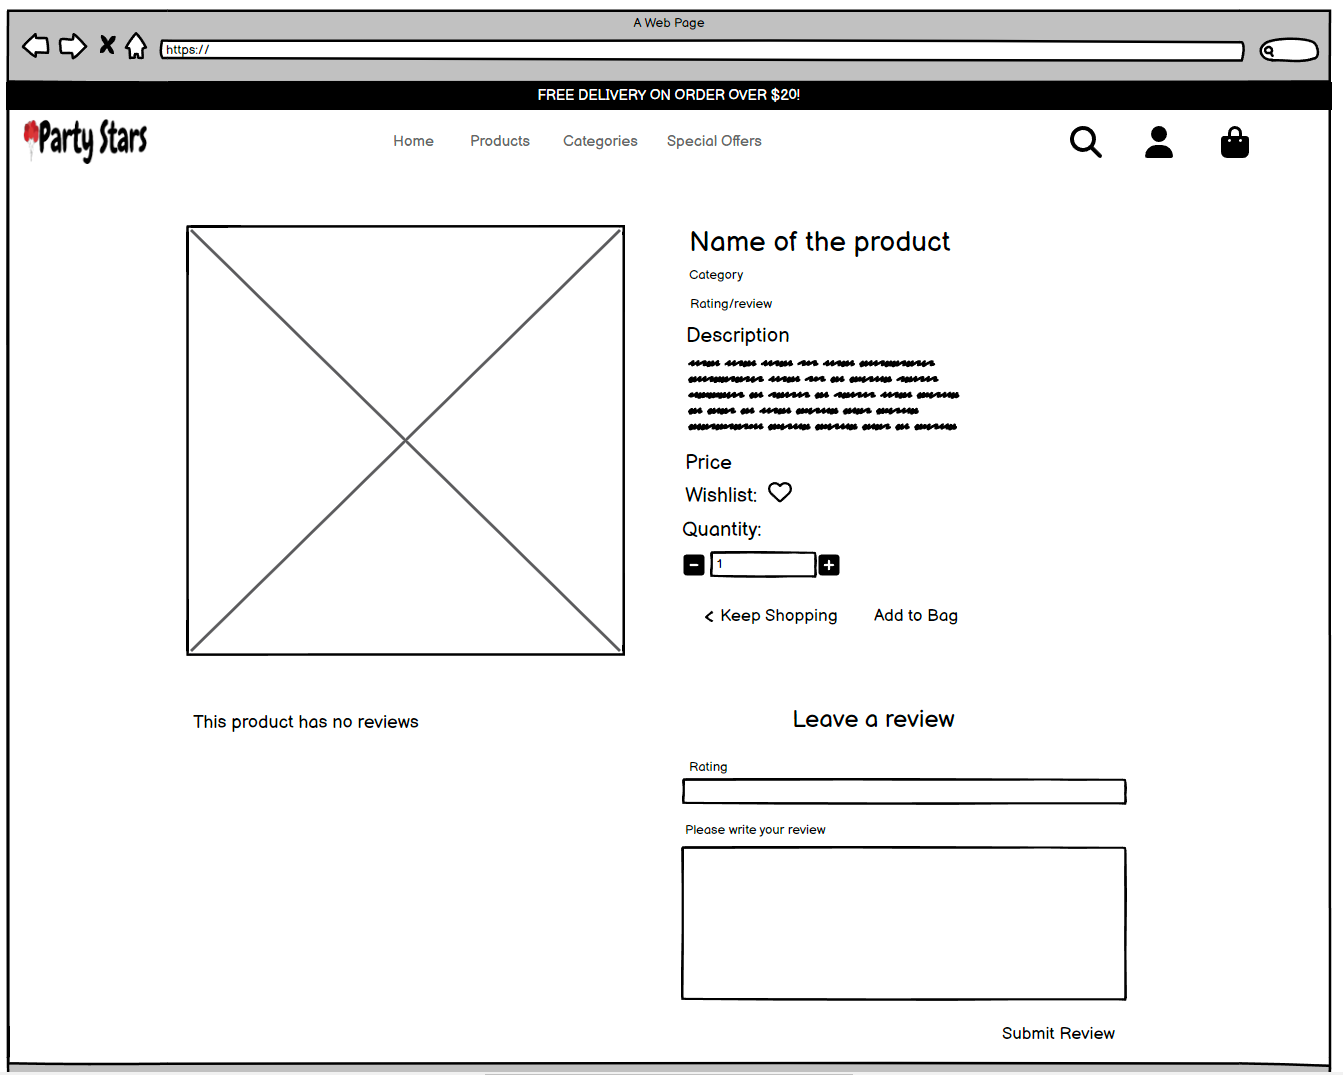 A Web Page
https://
FREE DELIVERY ON ORDER OVER $20!
Party Stars
Home Products Categories Special Offers
Name of the product
Category
Rating/review
Description
Price
Wishlist:
Quantity:
1
< Keep Shopping Add to Bag
This product has no reviews
Leave a review
Rating
Please write your review
Submit Review